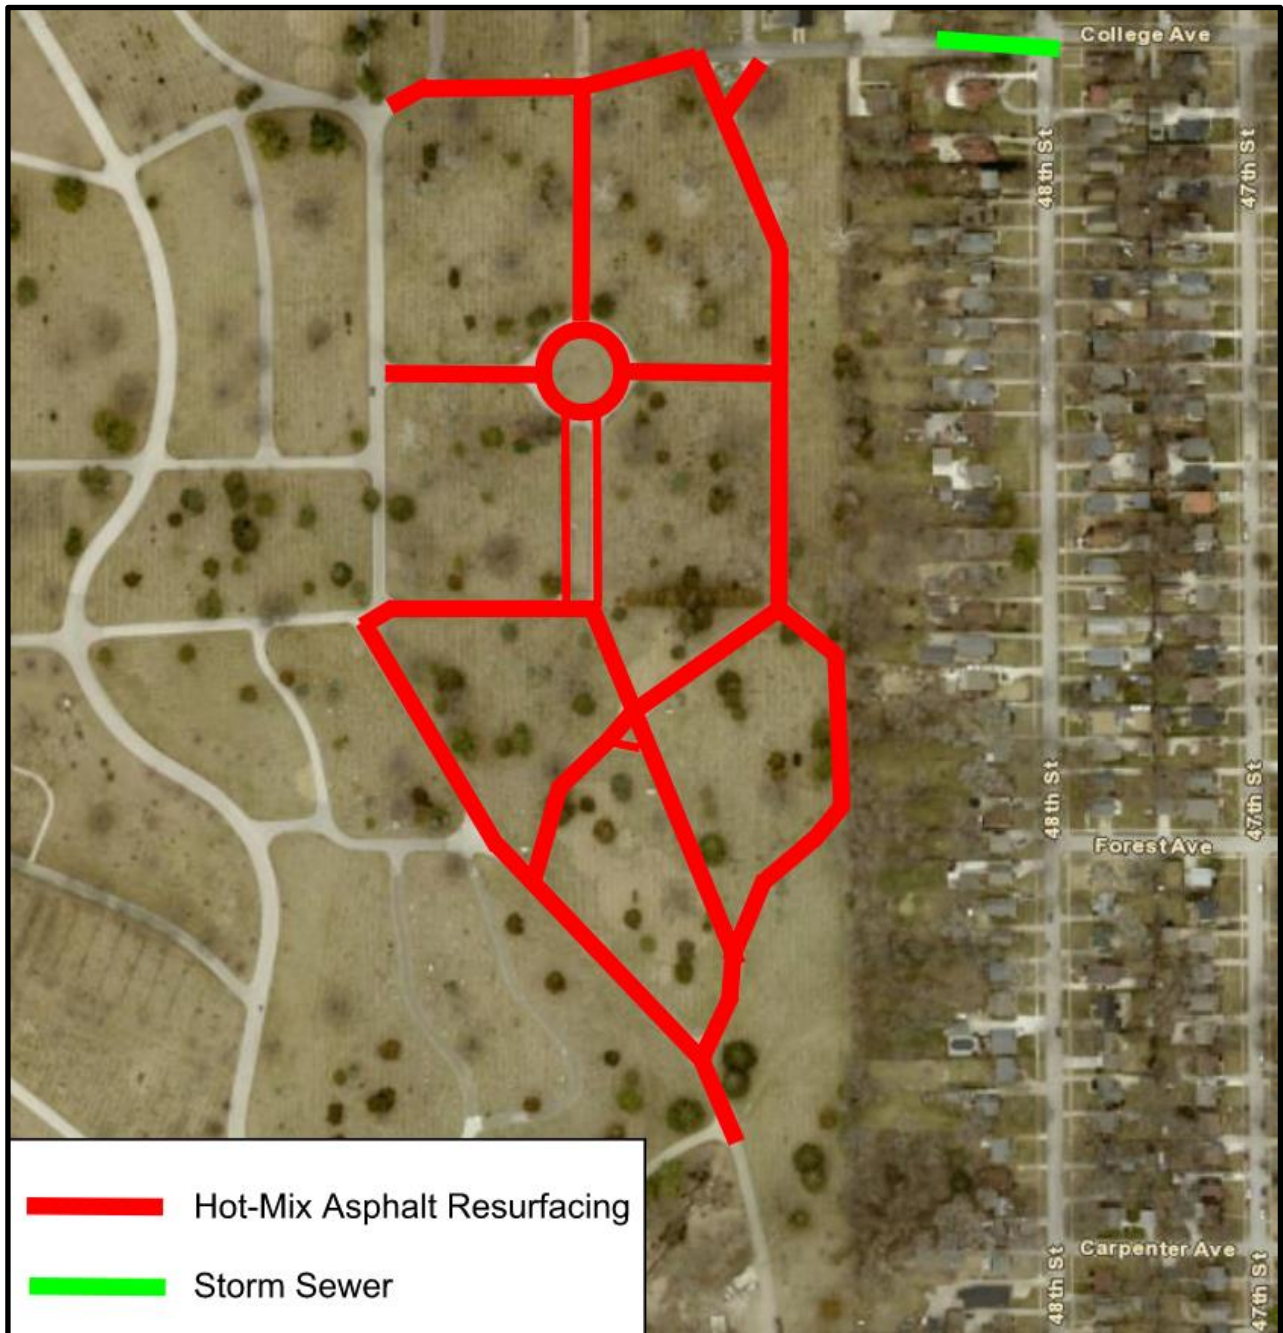 College Ave
48th St
47th St
48th St
47th St
Forest Ave
Carpenter Ave
48th St
47th St
Hot-Mix Asphalt Resurfacing
Storm Sewer